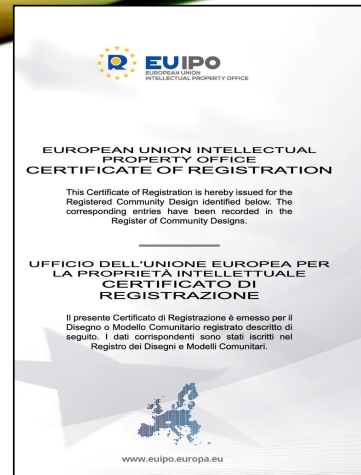 EUIPO
EUROPEAN UNION
INTELLECTUAL PROPERTY OFFICE
EUROPEAN UNION INTELLECTUAL
PROPERTY OFFICE
CERTIFICATE OF REGISTRATION
This Certificate of Registration is hereby issued for the
Registered Community Design identified below. The
corresponding entries have been recorded in the
Register of Community Designs.
UFFICIO DELL'UNIONE EUROPEA PER
LA PROPRIETÀ INTELLETTUALE
CERTIFICATO DI
REGISTRAZIONE
Il presente Certificato di Registrazione è emesso per il
Disegno o Modello Comunitario registrato descritto di
seguito. I dati corrispondenti sono stati iscritti nel
Registro dei Disegni e Modelli Comunitari.
www.euipo.europa.eu